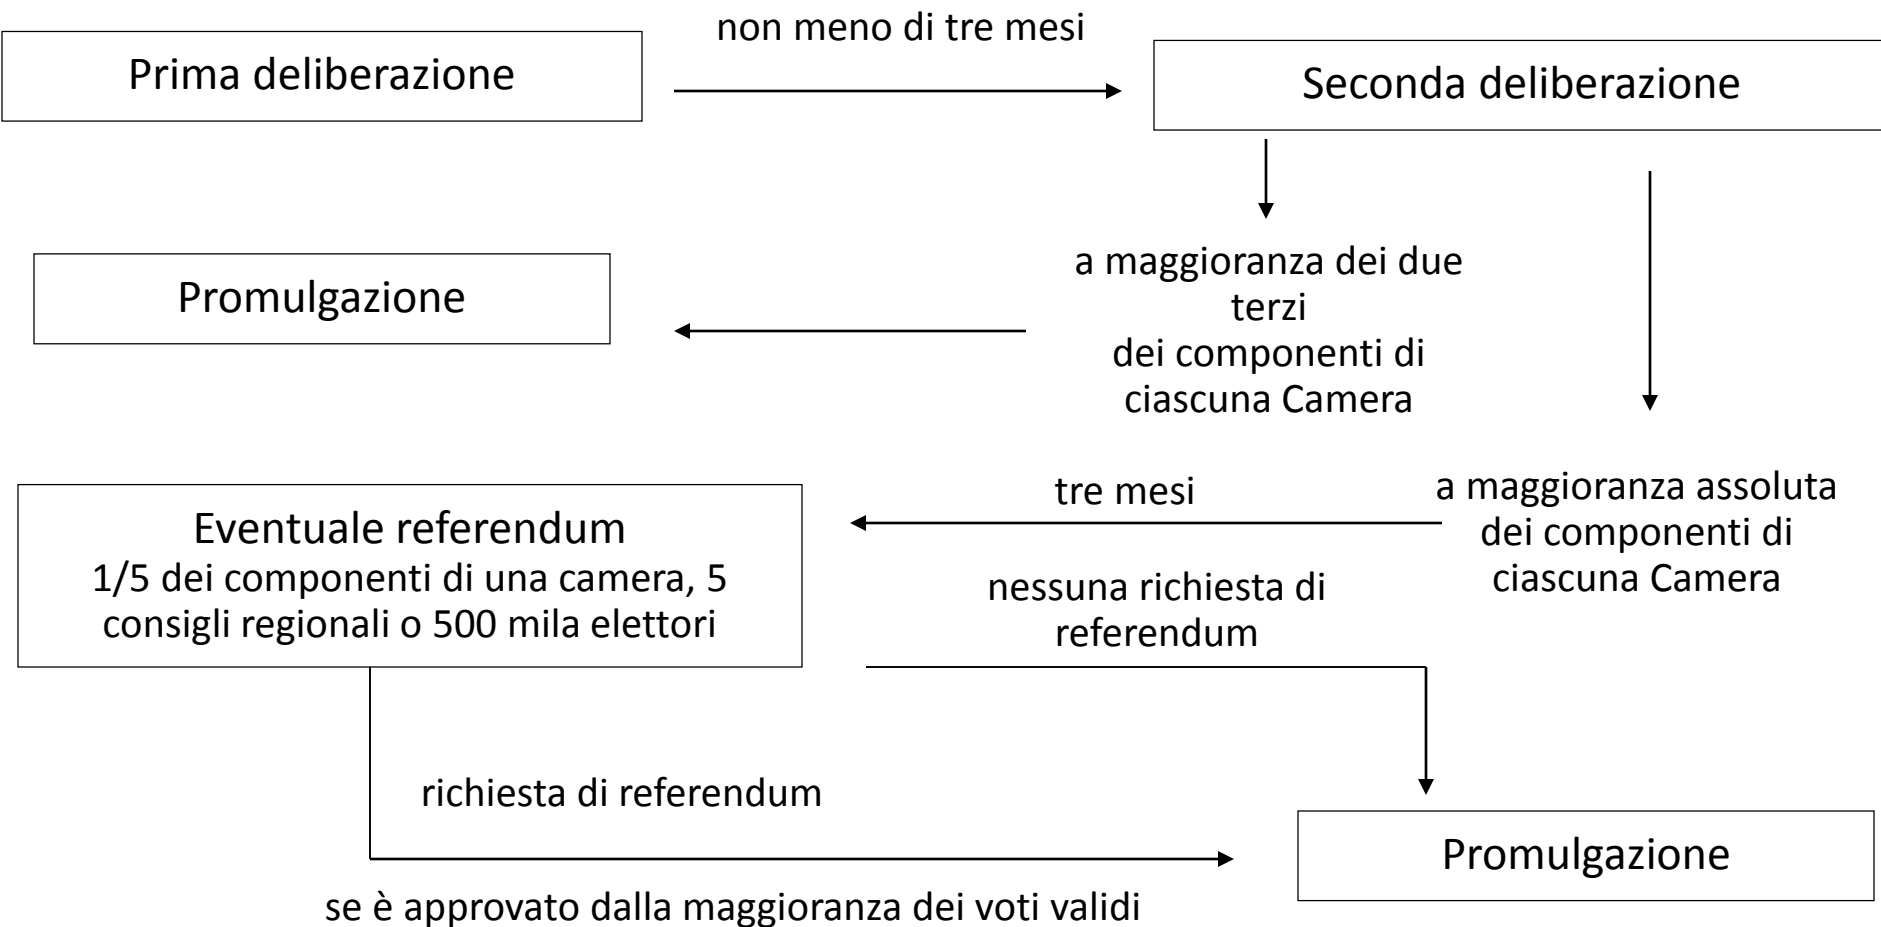 non meno di tre mesi
Prima deliberazione
Seconda deliberazione
a maggioranza dei due
terzi
dei componenti di
ciascuna Camera
Promulgazione
tre mesi
a maggioranza assoluta
dei componenti di
ciascuna Camera
Eventuale referendum
1/5 dei componenti di una camera, 5
consigli regionali o 500 mila elettori
nessuna richiesta di
referendum
richiesta di referendum
Promulgazione
se è approvato dalla maggioranza dei voti validi